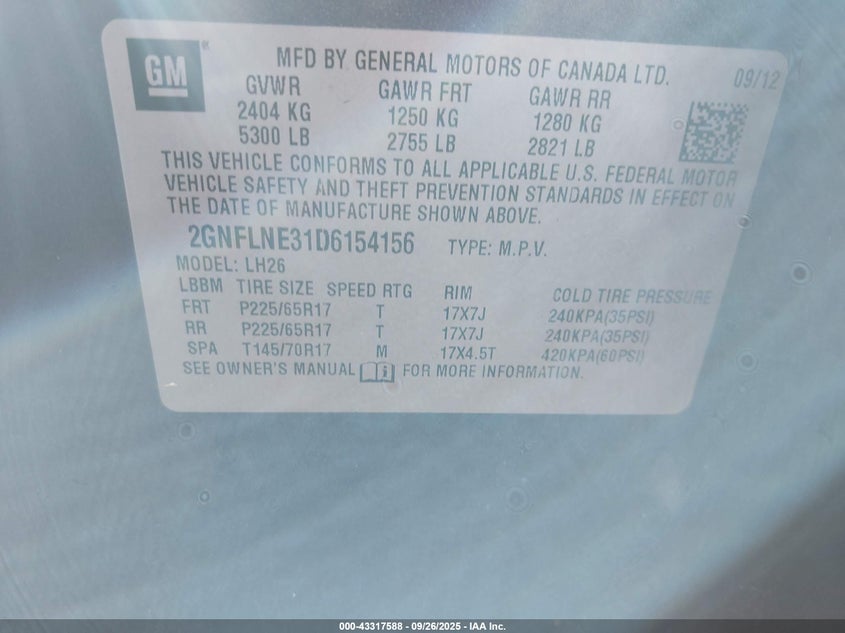 GM
MFD BY GENERAL MOTORS OF CANADA LTD. 09/12
GVWR GAWR FRT GAWR RR
2404 KG 1250 KG 1280 KG
5300 LB 2755 LB 2821 LB
THIS VEHICLE CONFORMS TO ALL APPLICABLE U.S. FEDERAL MOTOR
VEHICLE SAFETY AND THEFT PREVENTION STANDARDS IN EFFECT ON
THE DATE OF MANUFACTURE SHOWN ABOVE.
2GNFLNE31D6154156 TYPE: M.P.V.
MODEL: LH26
LBBM TIRE SIZE SPEED RTG RIM COLD TIRE PRESSURE
FRT P225/65R17 T 17X7J 240KPA(35PSI)
RR P225/65R17 T 17X7J 240KPA(35PSI)
SPA T145/70R17 M 17X4.5T 420KPA(60PSI)
SEE OWNER'S MANUAL FOR MORE INFORMATION.
000-43317588 - 09/26/2025 - IAA Inc.